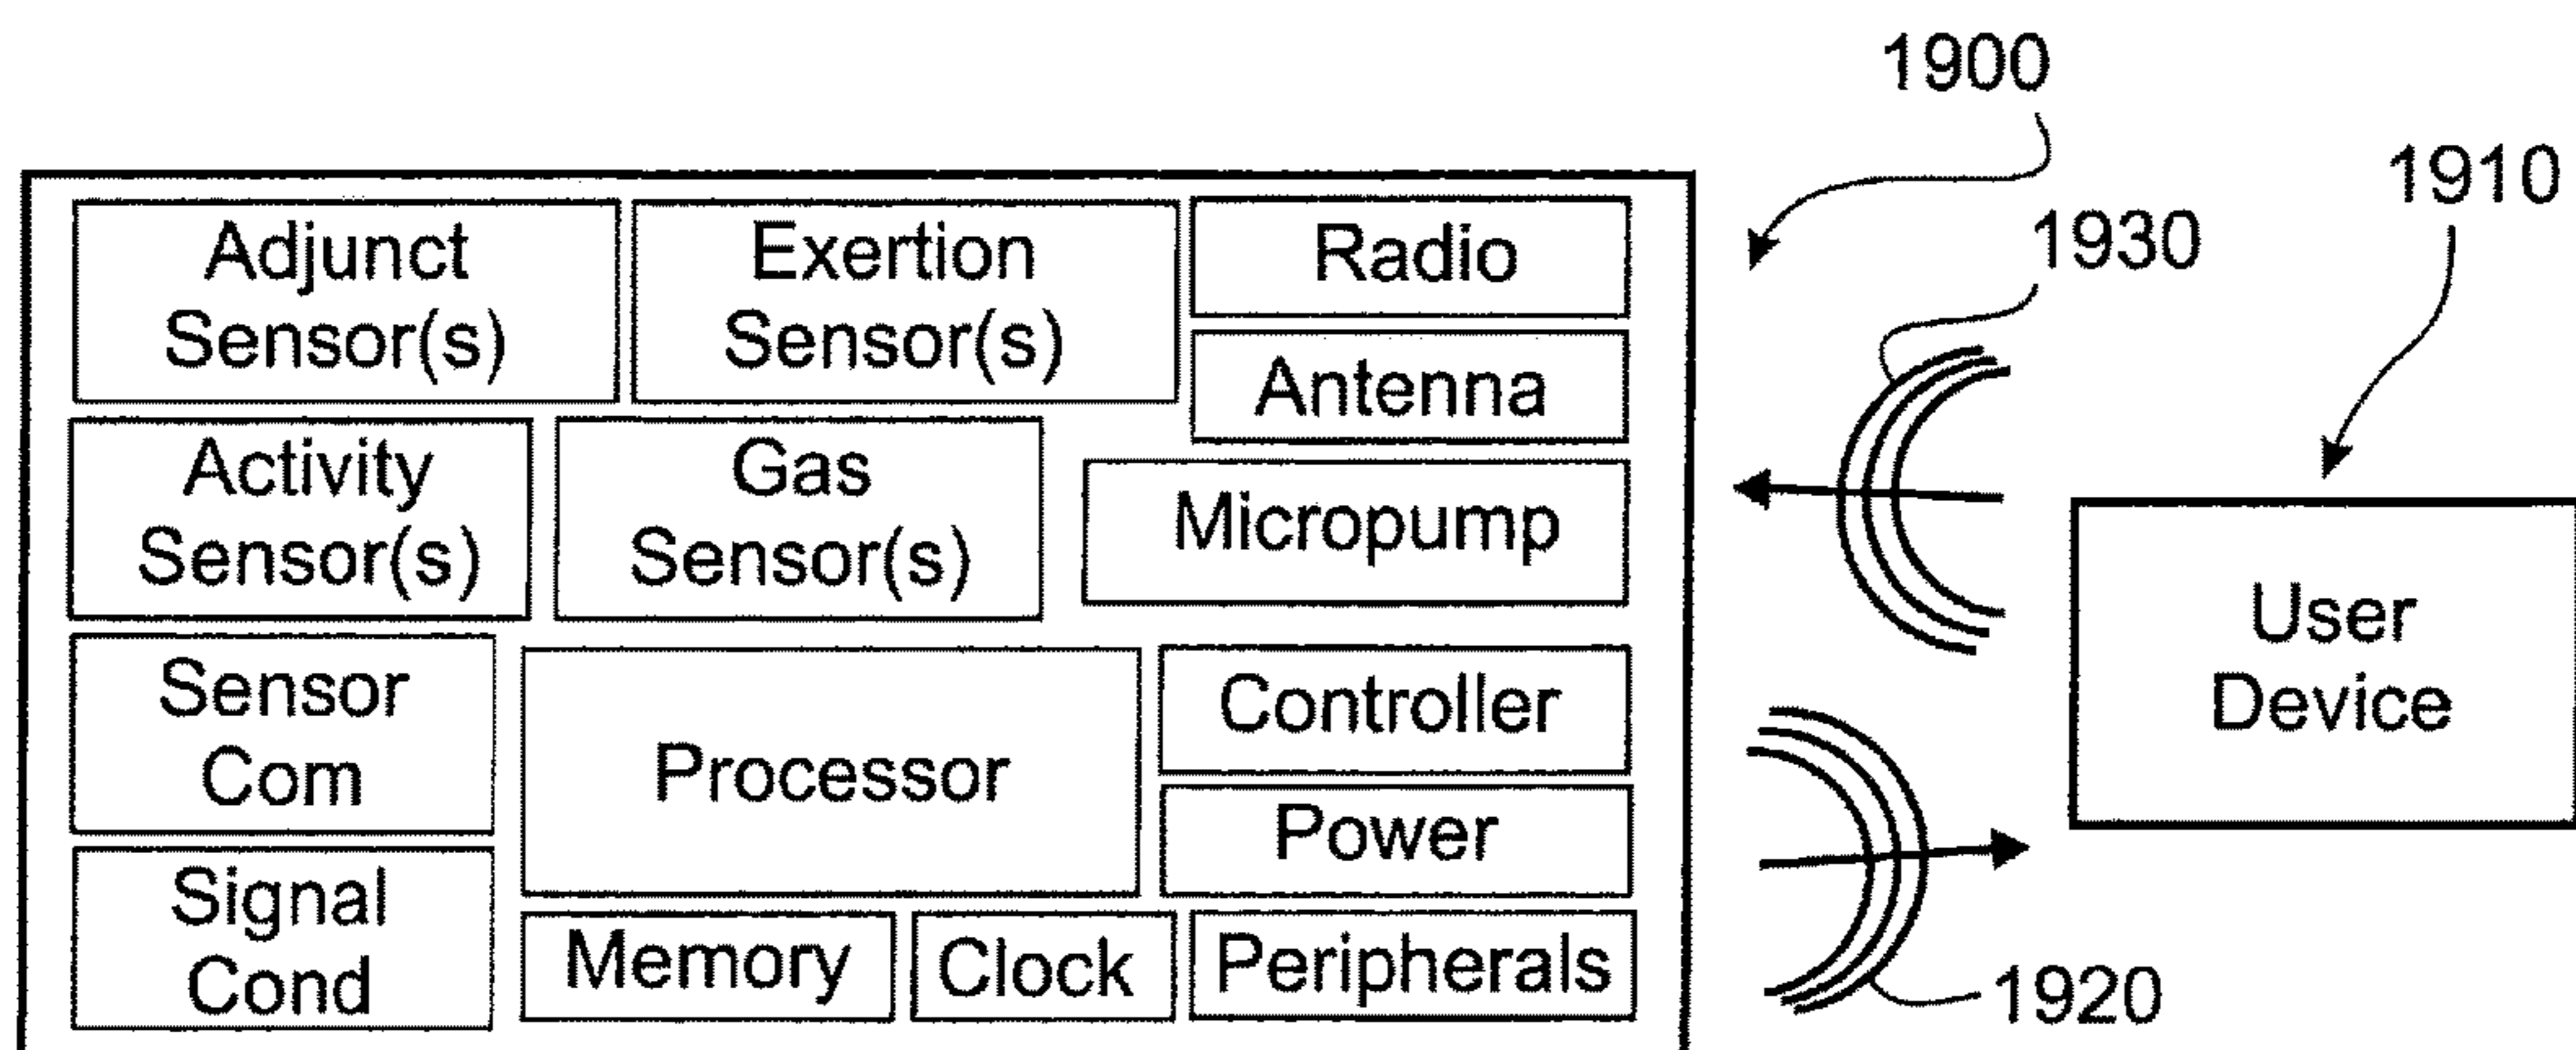 1900
1910
1930
Adjunct
Sensor(s)
Exertion
Sensor(s)
Radio
Antenna
Activity
Sensor(s)
Gas
Sensor(s)
Micropump
Sensor
Com
Processor
Controller
Power
User
Device
Signal
Cond
Memory
Clock
Peripherals
1920